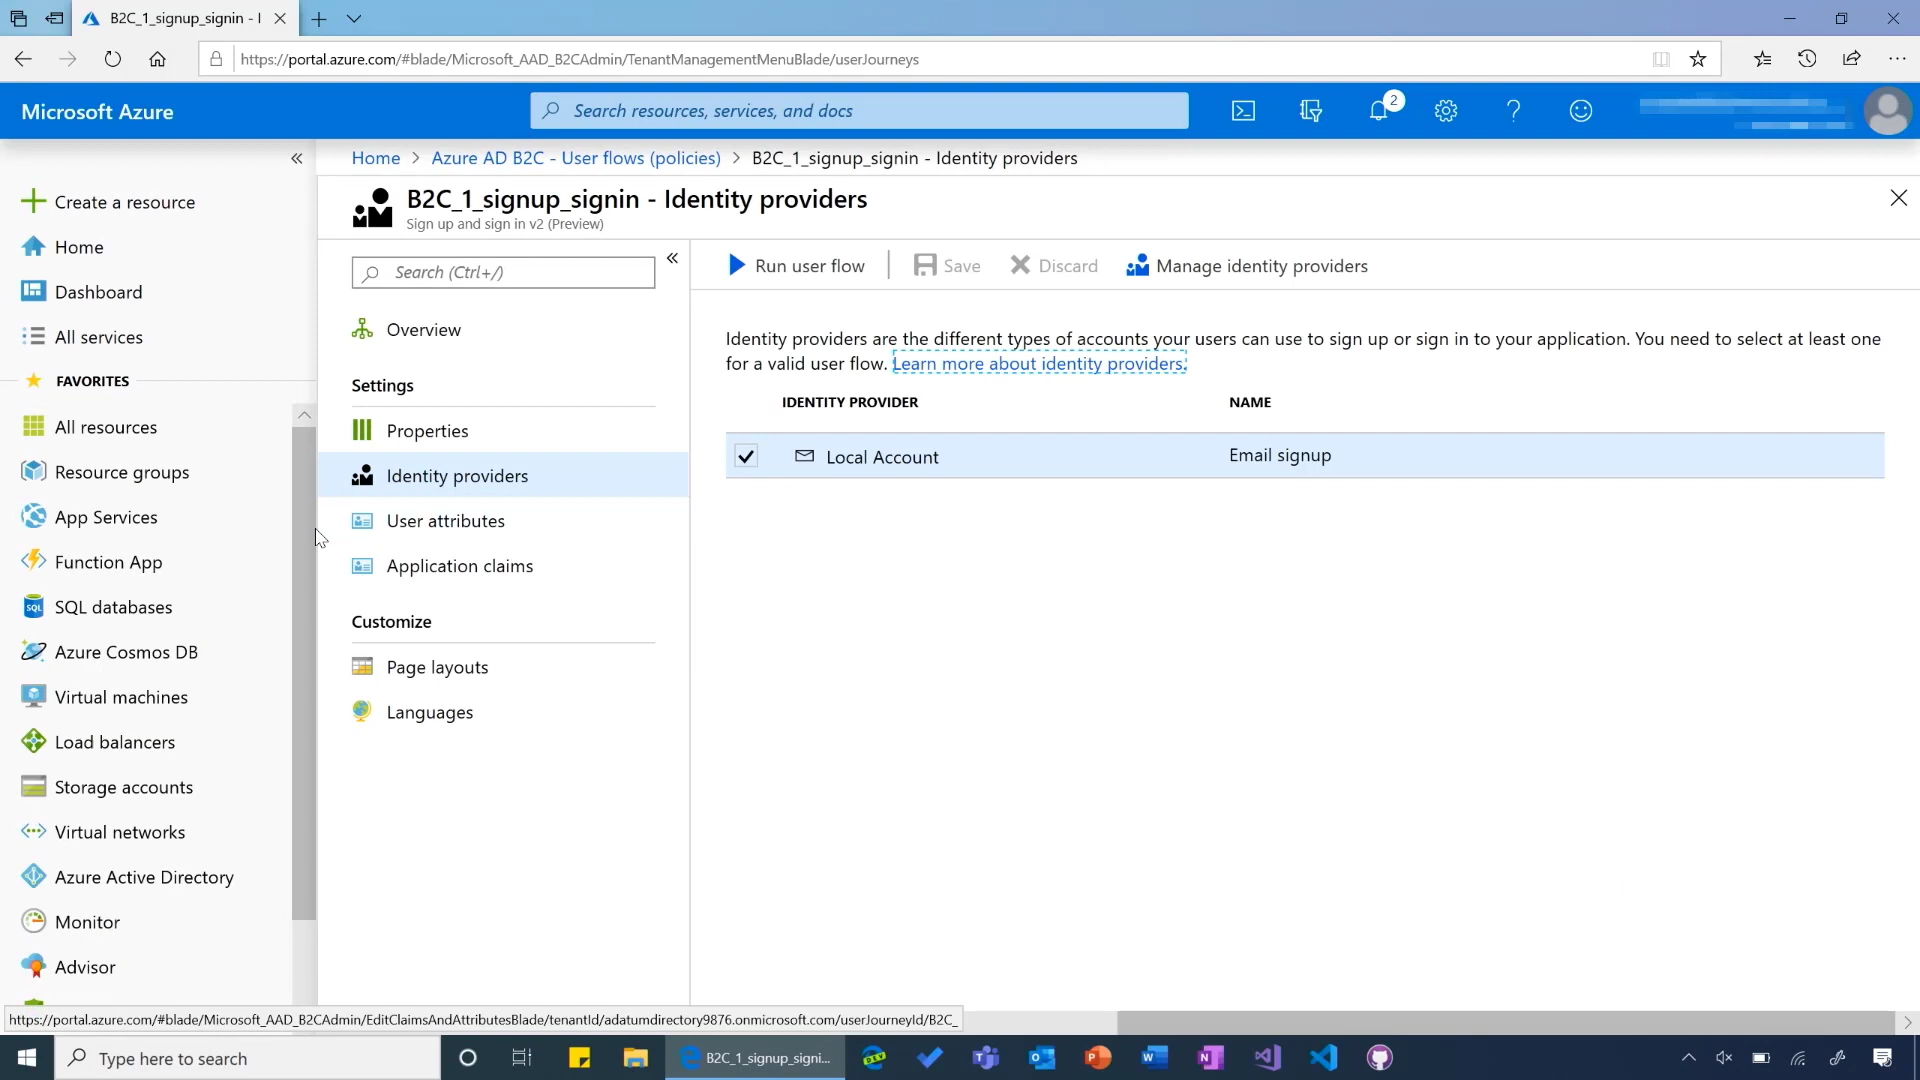 B2C_1_signup_signin - I
https://portal.azure.com/#blade/Microsoft_AAD_B2CAdmin/TenantManagementMenuBlade/userJourneys
Microsoft Azure
Search resources, services, and docs
2
Home > Azure AD B2C - User flows (policies) > B2C_1_signup_signin - Identity providers
B2C_1_signup_signin - Identity providers
Sign up and sign in v2 (Preview)
Create a resource
Home
Dashboard
All services
FAVORITES
All resources
Resource groups
App Services
Function App
SQL
SQL databases
Azure Cosmos DB
Virtual machines
Load balancers
Storage accounts
Virtual networks
Azure Active Directory
Monitor
Advisor
Search (Ctrl+/)
Overview
Settings
Properties
Identity providers
User attributes
Application claims
Customize
Page layouts
Languages
Run user flow
Save
Discard
Manage identity providers
Identity providers are the different types of accounts your users can use to sign up or sign in to your application. You need to select at least one
for a valid user flow. Learn more about identity providers.
IDENTITY PROVIDER NAME
Local Account Email signup
https://portal.azure.com/#blade/Microsoft_AAD_B2CAdmin/EditClaimsAndAttributesBlade/tenantId/adatumdirectory9876.onmicrosoft.com/userJourneyId/B2C_
Type here to search
B2C_1_signup_signi...
DEV